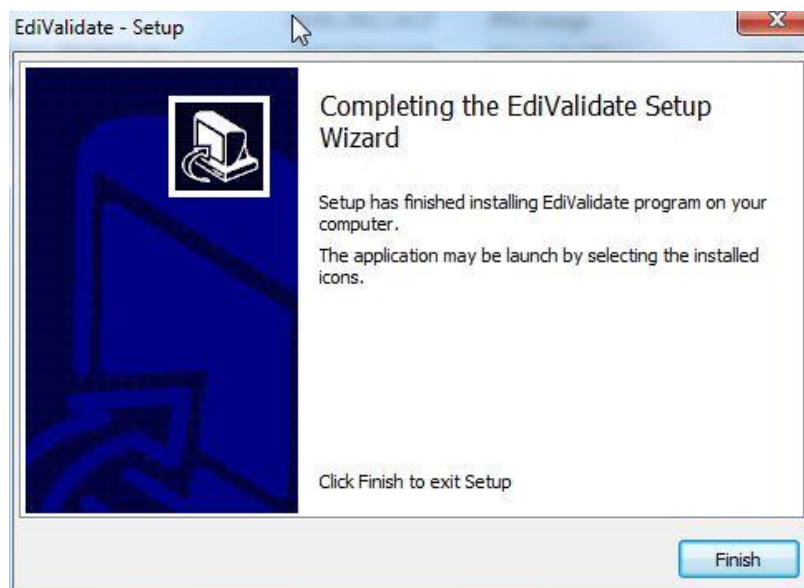 EdiValidate - Setup
Completing the EdiValidate Setup
Wizard
Setup has finished installing EdiValidate program on your
computer.
The application may be launch by selecting the installed
icons.
Click Finish to exit Setup
Finish